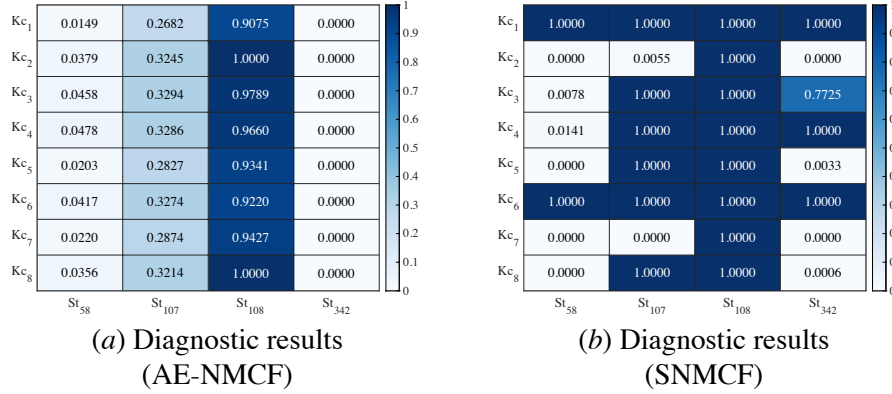 Kc1 0.0149 0.2682 0.9075 0.0000
Kc2 0.0379 0.3245 1.0000 0.0000
Kc3 0.0458 0.3294 0.9789 0.0000
Kc4 0.0478 0.3286 0.9660 0.0000
Kc5 0.0203 0.2827 0.9341 0.0000
Kc6 0.0417 0.3274 0.9220 0.0000
Kc7 0.0220 0.2874 0.9427 0.0000
Kc8 0.0356 0.3214 1.0000 0.0000
St58 St107 St108 St342
1
0.9
0.8
0.7
0.6
0.5
0.4
0.3
0.2
0.1
0
(a) Diagnostic results
(AE-NMCF)
Kc1 1.0000 1.0000 1.0000 1.0000
Kc2 0.0000 0.0055 1.0000 0.0000
Kc3 0.0078 1.0000 1.0000 0.7725
Kc4 0.0141 1.0000 1.0000 1.0000
Kc5 0.0000 1.0000 1.0000 0.0033
Kc6 1.0000 1.0000 1.0000 1.0000
Kc7 0.0000 0.0000 1.0000 0.0000
Kc8 0.0000 1.0000 1.0000 0.0006
St58 St107 St108 St342
(b) Diagnostic results
(SNMCF)